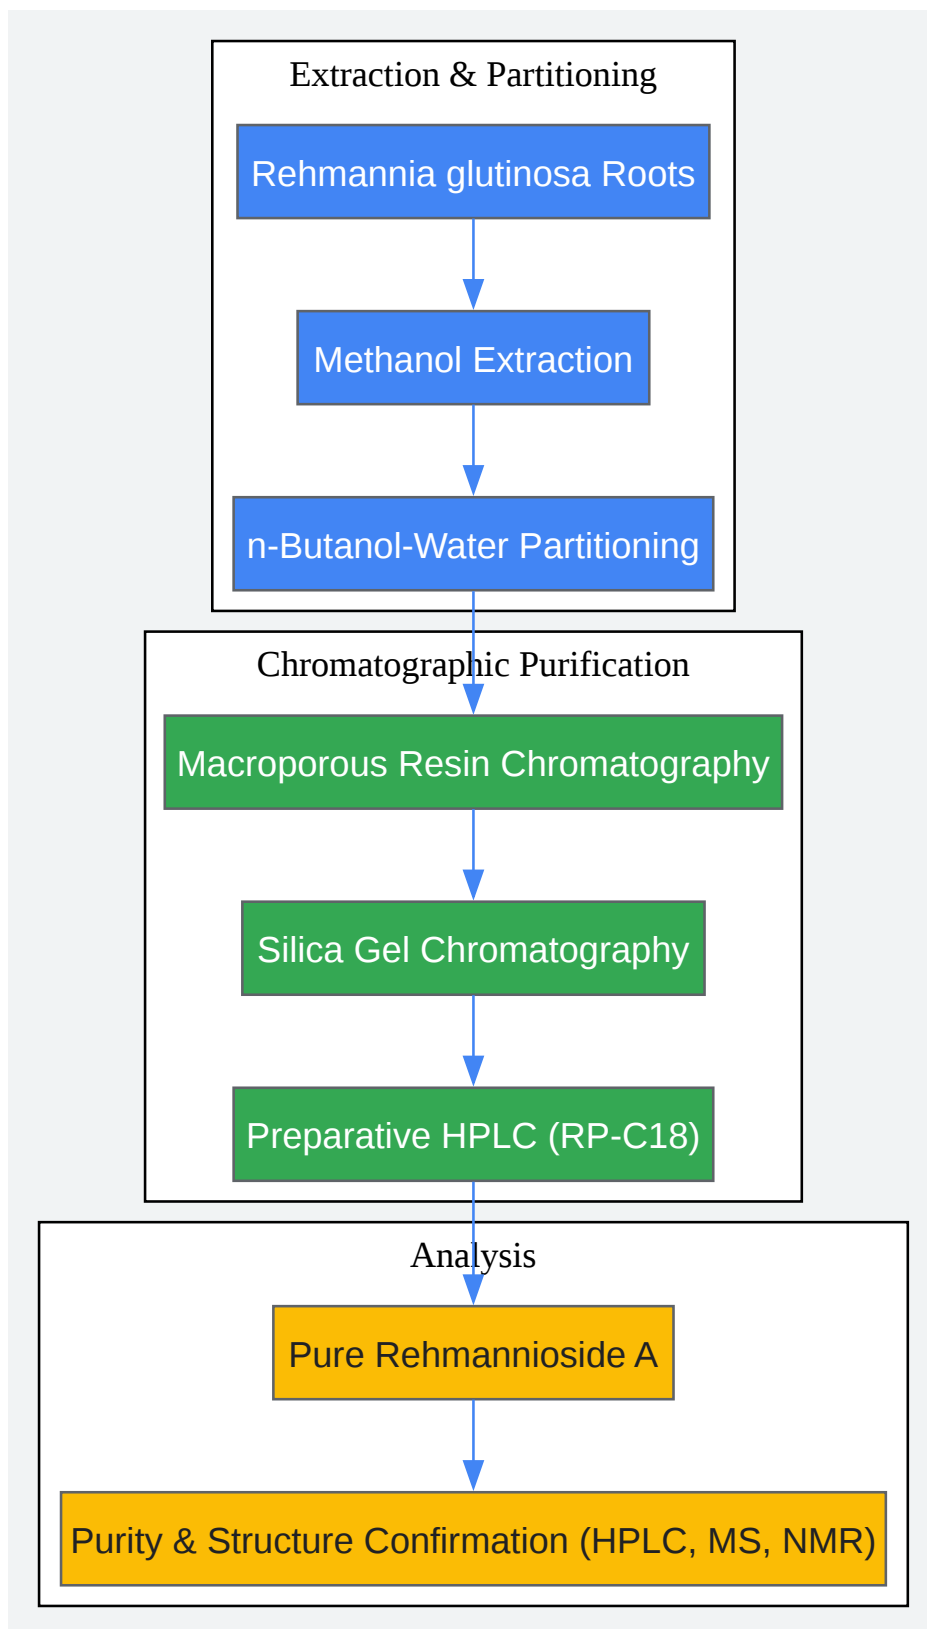 Extraction & Partitioning
Rehmannia glutinosa Roots
Methanol Extraction
n-Butanol-Water Partitioning
Chromatographic Purification
Macroporous Resin Chromatography
Silica Gel Chromatography
Preparative HPLC (RP-C18)
Analysis
Pure Rehmannioside A
Purity & Structure Confirmation (HPLC, MS, NMR)